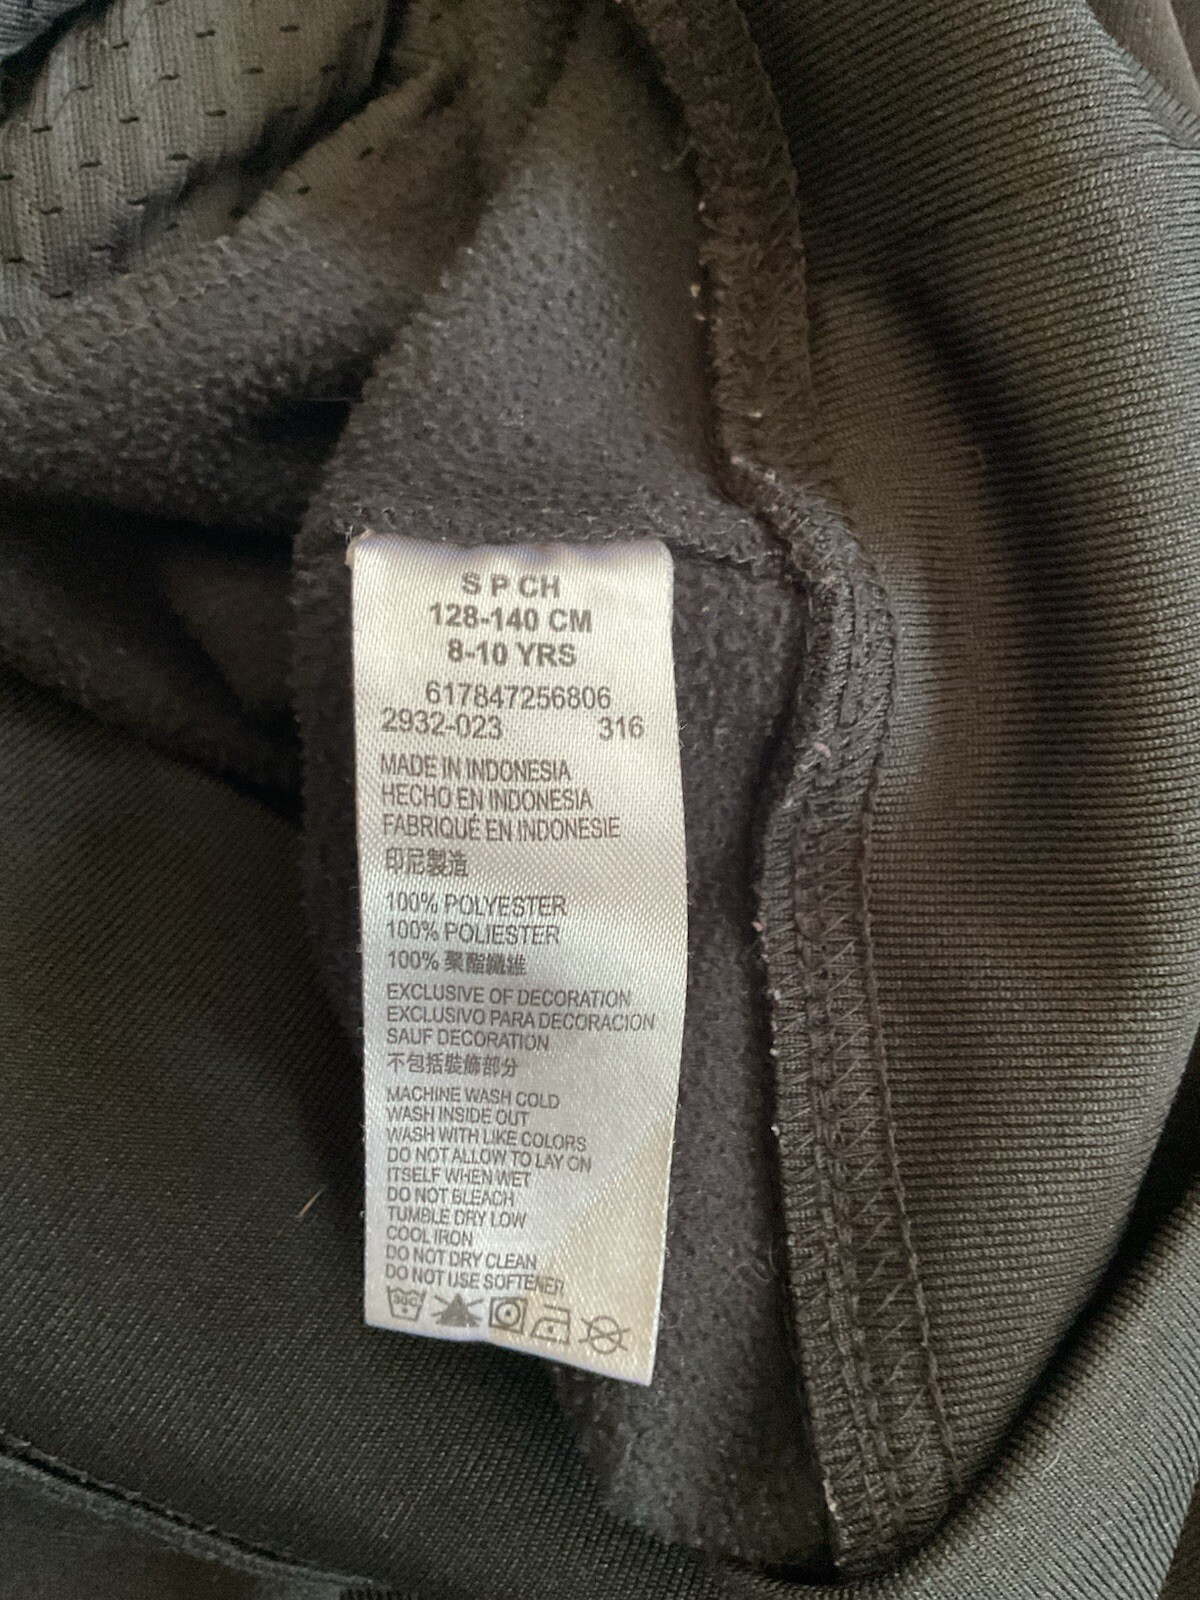 S P CH
128-140 CM
8-10 YRS
617847256806
2932-023 316
MADE IN INDONESIA
HECHO EN INDONESIA
FABRIQUÉ EN INDONESIE
印尼製造
100% POLYESTER
100% POLIESTER
100% 聚酯纖維
EXCLUSIVE OF DECORATION
EXCLUSIVO PARA DECORACION
SAUF DECORATION
不包括裝飾部分
MACHINE WASH COLD
WASH INSIDE OUT
WASH WITH LIKE COLORS
DO NOT ALLOW TO LAY ON
ITSELF WHEN WET
DO NOT BLEACH
TUMBLE DRY LOW
COOL IRON
DO NOT DRY CLEAN
DO NOT USE SOFTENER